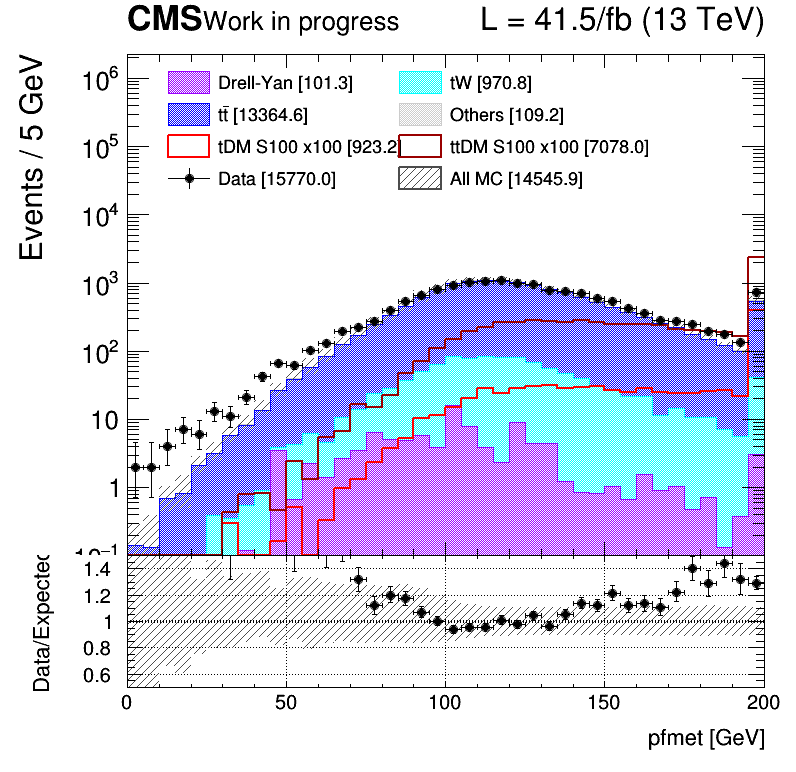 CMS Work in progress L = 41.5/fb (13 TeV)
Events / 5 GeV
Drell-Yan [101.3] tW [970.8]
tt̄ [13364.6] Others [109.2]
tDM S100 x100 [923.2] ttDM S100 x100 [7078.0]
Data [15770.0] All MC [14545.9]
10⁶
10⁵
10⁴
10³
10²
10
1
10⁻¹
Data/Expected
1.4
1.2
1
0.8
0.6
0 50 100 150 200
pfmet [GeV]